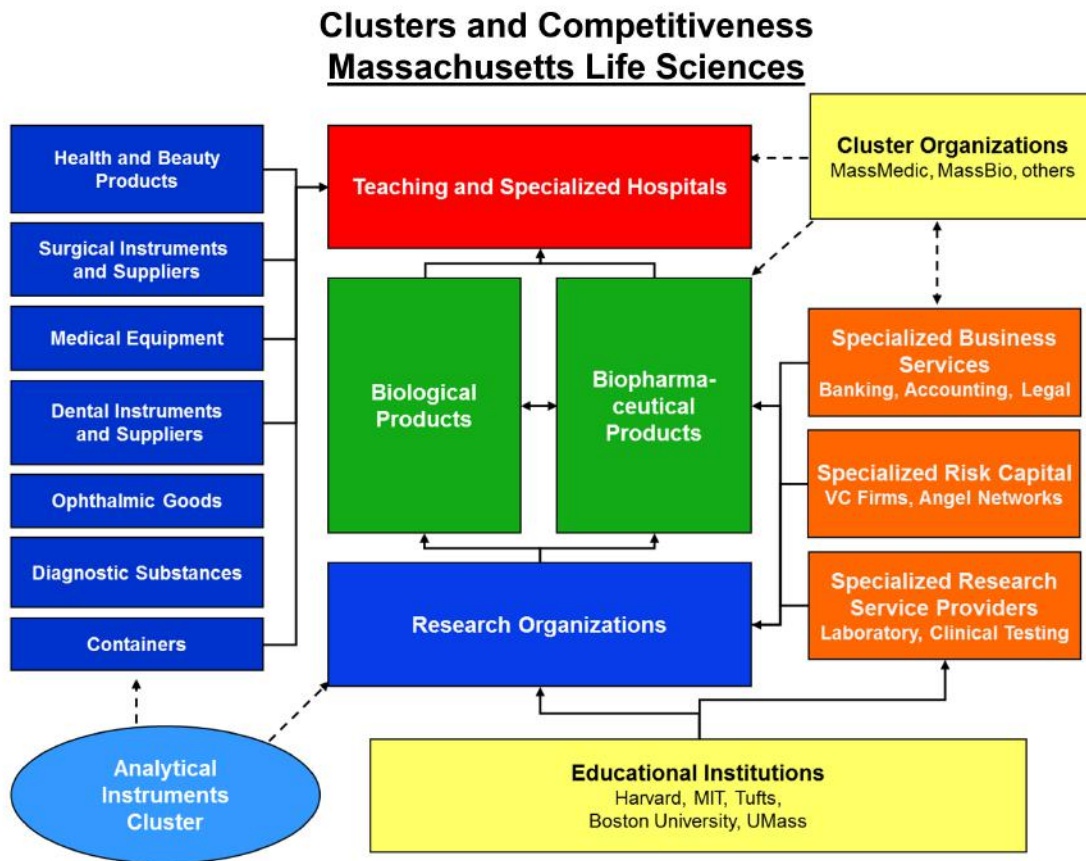 Clusters and Competitiveness
Massachusetts Life Sciences
Health and Beauty
Products
Surgical Instruments
and Suppliers
Medical Equipment
Dental Instruments
and Suppliers
Ophthalmic Goods
Diagnostic Substances
Containers
Analytical
Instruments
Cluster
Teaching and Specialized Hospitals
Biological
Products
Biopharma-
ceutical
Products
Research Organizations
Cluster Organizations
MassMedic, MassBio, others
Specialized Business
Services
Banking, Accounting, Legal
Specialized Risk Capital
VC Firms, Angel Networks
Specialized Research
Service Providers
Laboratory, Clinical Testing
Educational Institutions
Harvard, MIT, Tufts,
Boston University, UMass